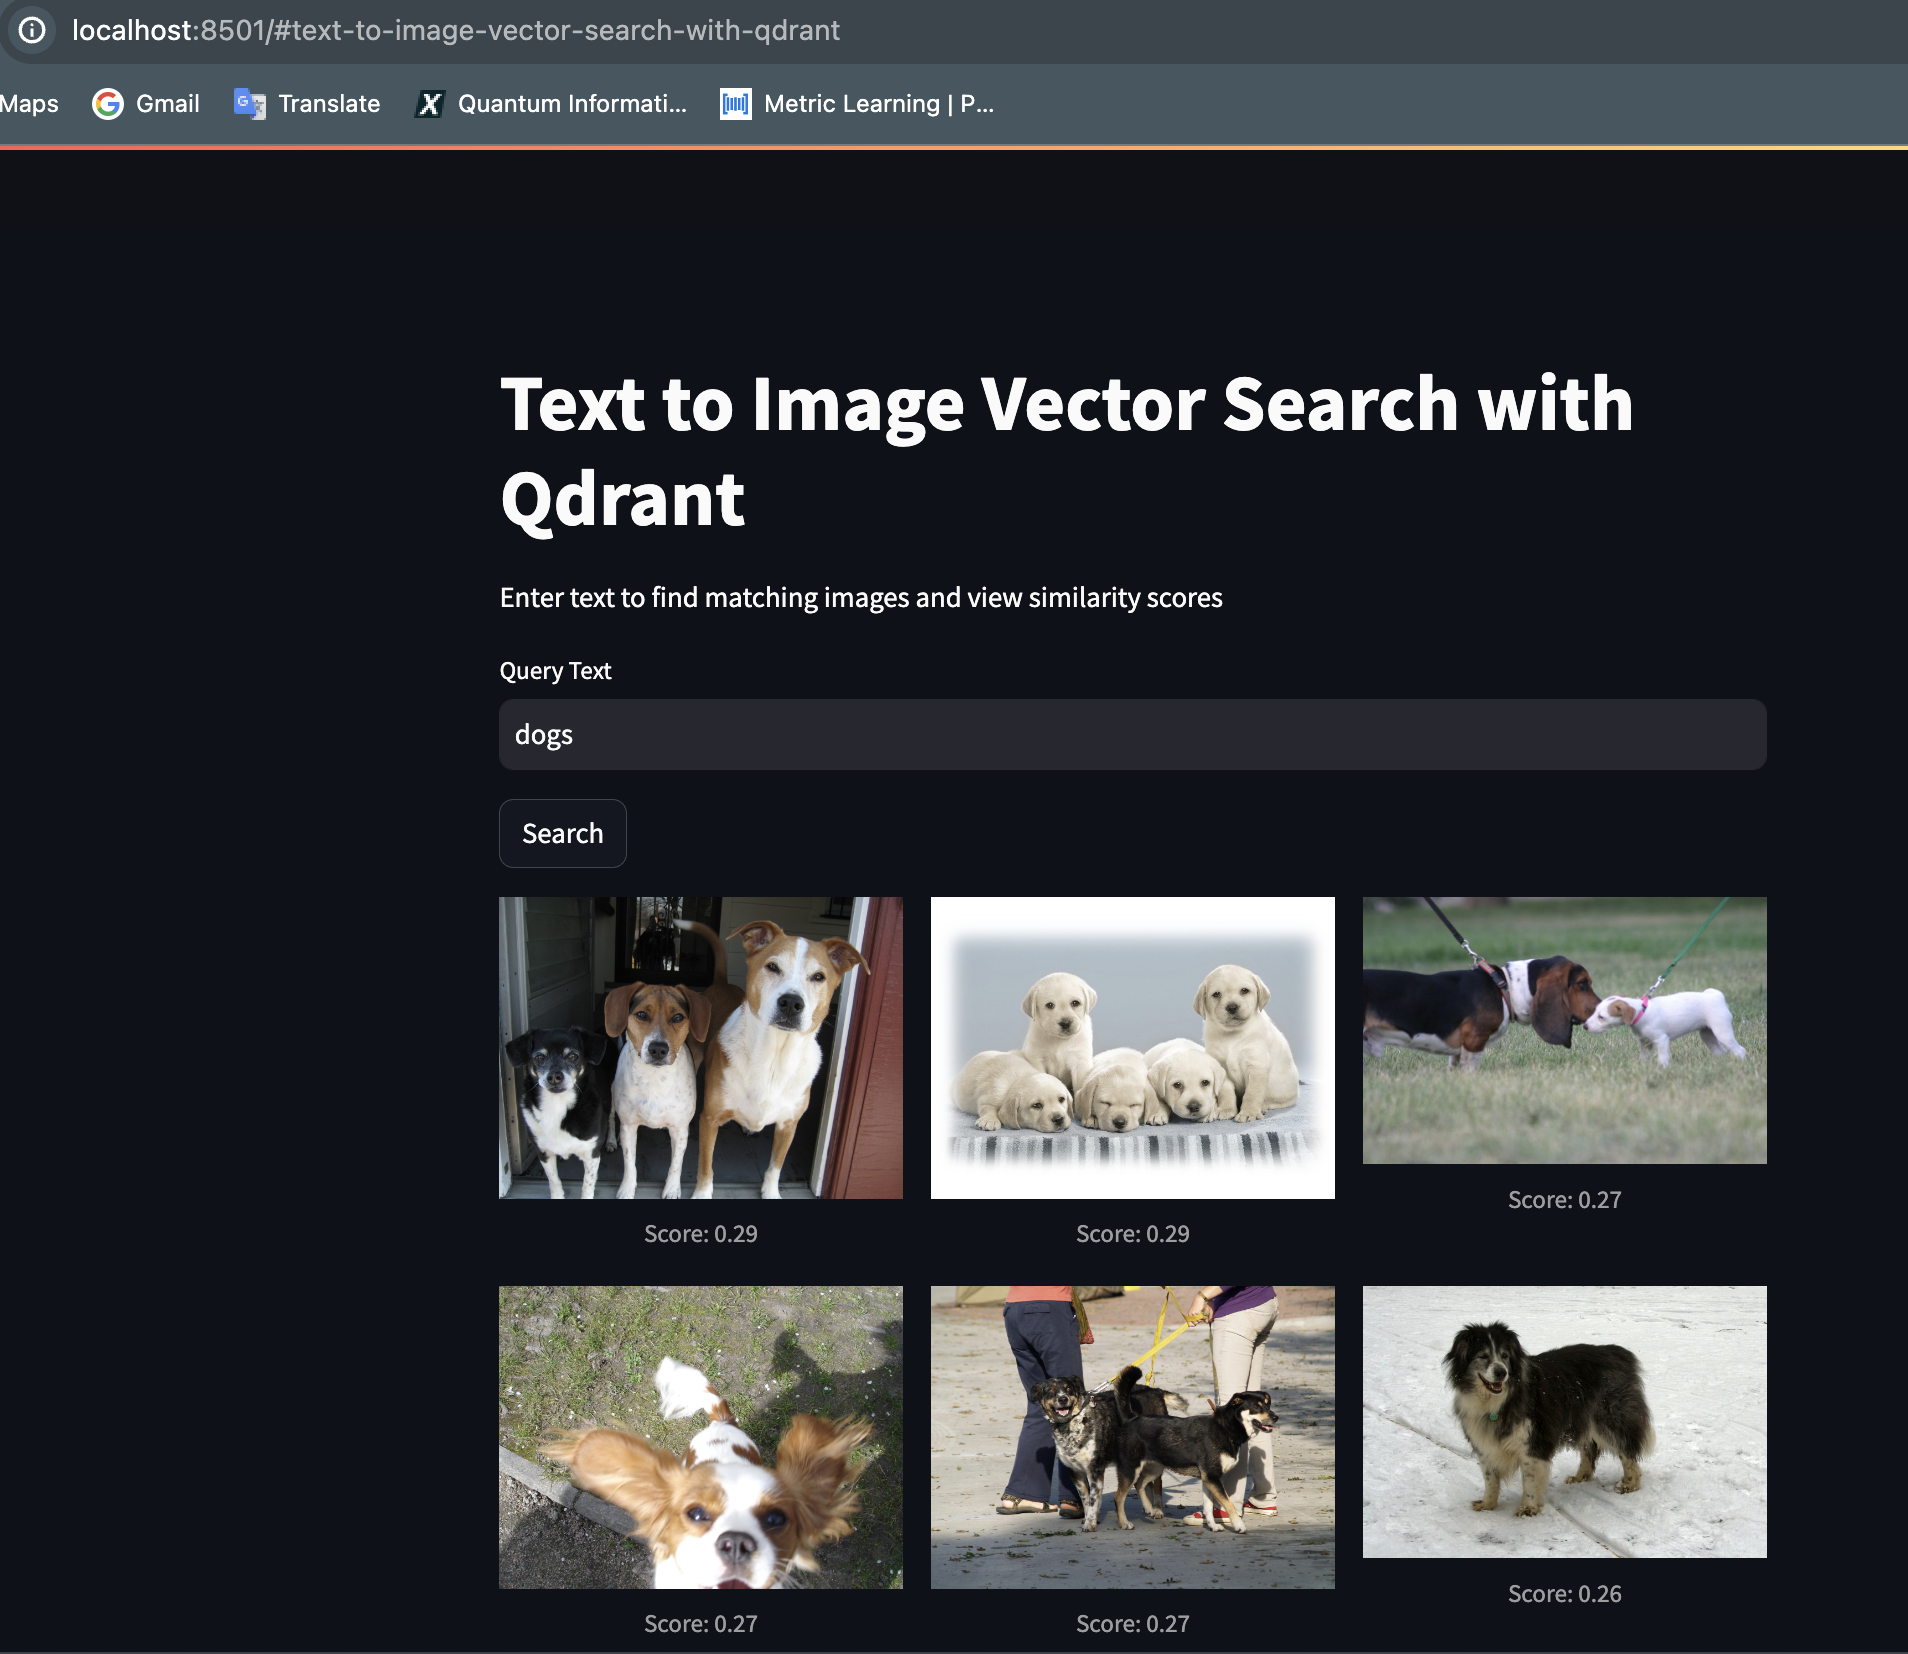 localhost:8501/#text-to-image-vector-search-with-qdrant
Maps Gmail Translate Quantum Informati... Metric Learning | P...
Text to Image Vector Search with
Qdrant
Enter text to find matching images and view similarity scores
Query Text
dogs
Search
Score: 0.29 Score: 0.29 Score: 0.27
Score: 0.27 Score: 0.27 Score: 0.26